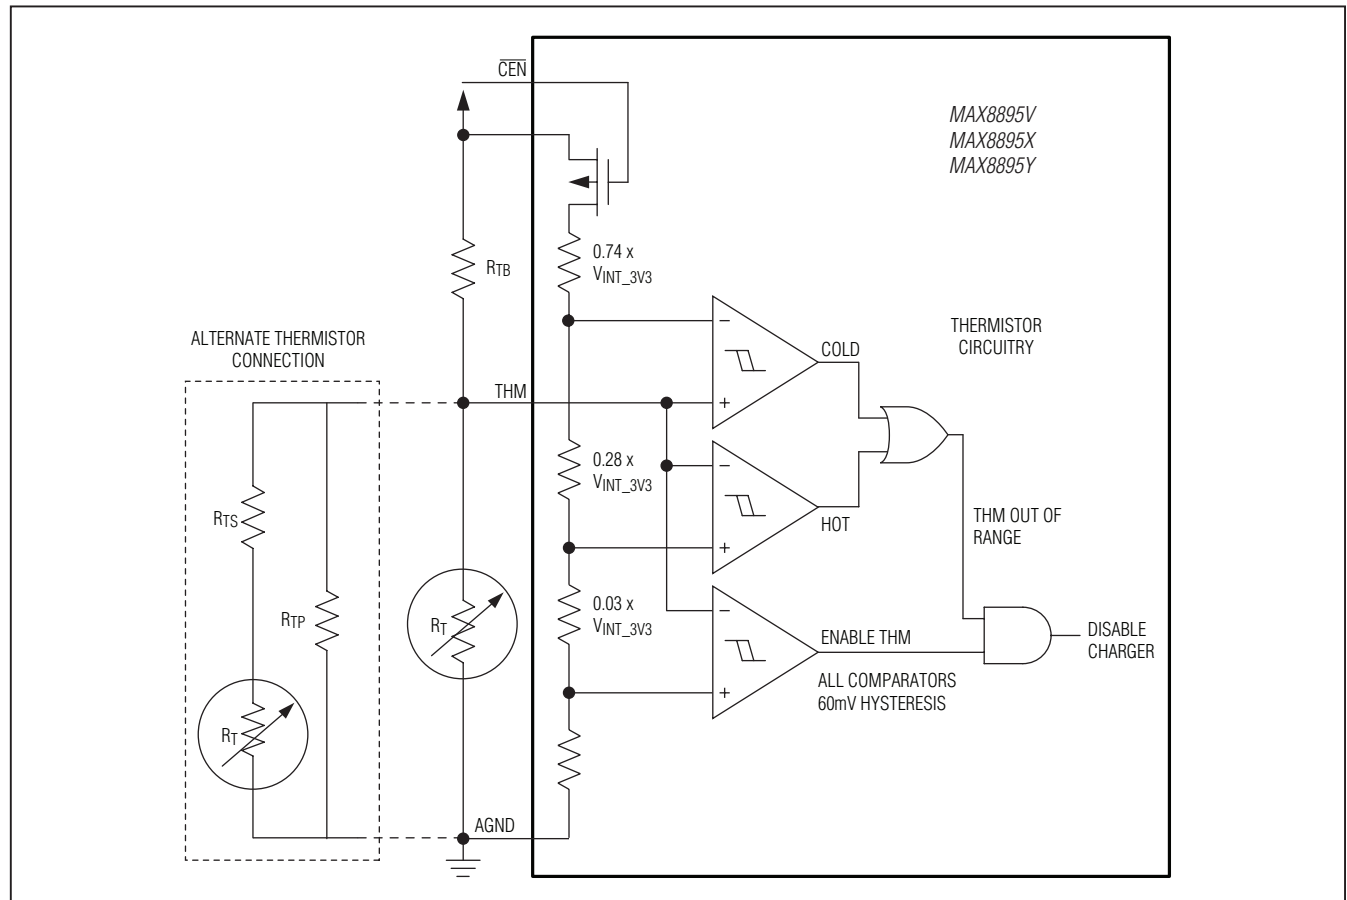 CEN
MAX8895V
MAX8895X
MAX8895Y
0.74 x
VINT_3V3
RTB
THERMISTOR
CIRCUITRY
ALTERNATE THERMISTOR
CONNECTION
COLD
THM
0.28 x
VINT_3V3
RTS
HOT
THM OUT OF
RANGE
0.03 x
VINT_3V3
RTP
RT
ENABLE THM
DISABLE
CHARGER
ALL COMPARATORS
60mV HYSTERESIS
RT
AGND